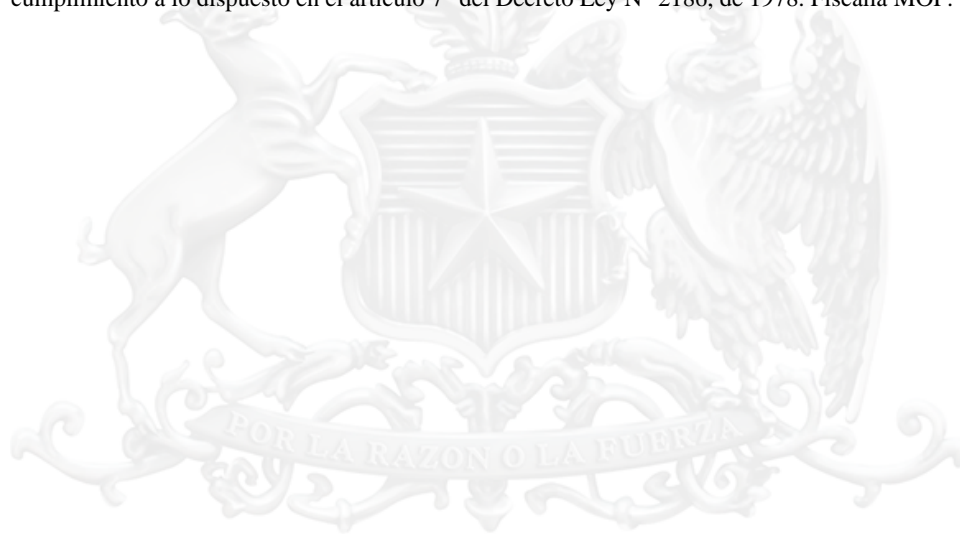 cumplimiento a lo dispuesto en el artículo 7° del Decreto Ley N° 2186, de 1978. Fiscalía MOP.
POR LA RAZON O LA FUERZA